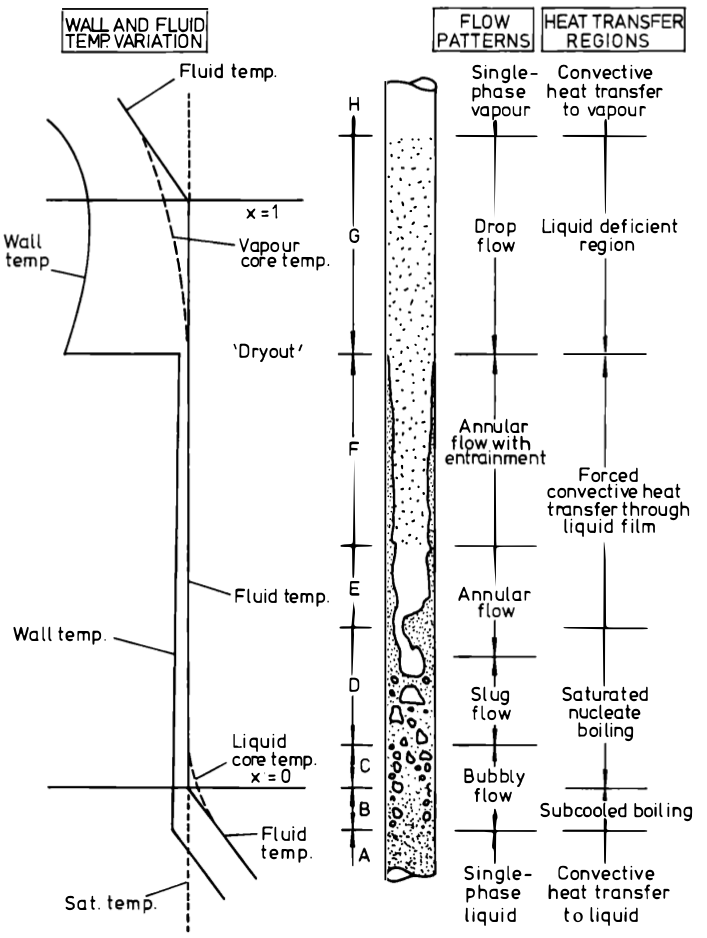 WALL AND FLUID
TEMP. VARIATION
FLOW
PATTERNS
HEAT TRANSFER
REGIONS
Fluid temp.
x = 1
Wall
temp
Vapour
core temp.
'Dryout'
Fluid temp.
Wall temp.
Liquid
core temp.
x = 0
Fluid
temp.
Sat. temp.
H
G
F
E
D
C
B
A
Single-
phase
vapour
Drop
flow
Annular
flow with
entrainment
Annular
flow
Slug
flow
Bubbly
flow
Single-
phase
liquid
Convective
heat transfer
to vapour
Liquid deficient
region
Forced
convective heat
transfer through
liquid film
Saturated
nucleate
boiling
Subcooled boiling
Convective
heat transfer
to liquid